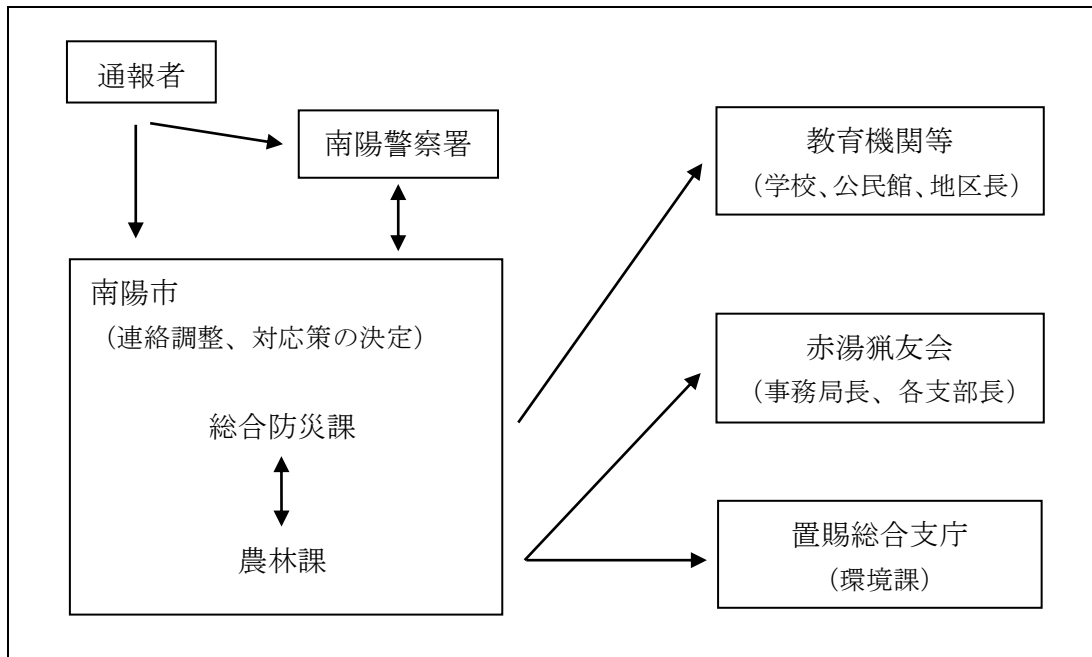 通報者
南陽警察署
南陽市
（連絡調整、対応策の決定）
総合防災課
農林課
教育機関等
（学校、公民館、地区長）
赤湯猟友会
（事務局長、各支部長）
置賜総合支庁
（環境課）